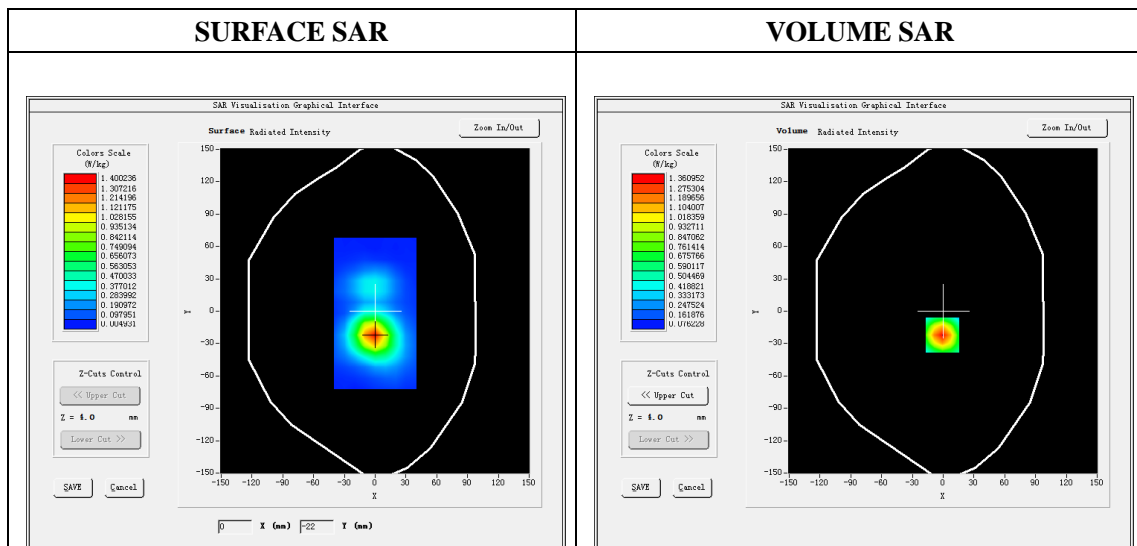 SURFACE SAR
VOLUME SAR
SAR Visualisation Graphical Interface
Surface Radiated Intensity
Zoom In/Out
Colors Scale
(W/kg)
1.400236
1.307216
1.214196
1.121175
1.028155
0.935134
0.842114
0.749094
0.656073
0.563053
0.470033
0.377012
0.283992
0.190972
0.097951
0.004931
150
120
90
60
30
0
-30
-60
-90
-120
-150
Y
-150 -120 -90 -60 -30 0 30 60 90 120 150
X
Z-Cuts Control
<< Upper Cut
Z = 4.0 mm
Lower Cut >>
SAVE Cancel
0 X (mm) -22 Y (mm)
SAR Visualisation Graphical Interface
Volume Radiated Intensity
Zoom In/Out
Colors Scale
(W/kg)
1.360952
1.275304
1.189656
1.104007
1.018359
0.932711
0.847062
0.761414
0.675766
0.590117
0.504469
0.418821
0.333173
0.247524
0.161876
0.076228
150
120
90
60
30
0
-30
-60
-90
-120
-150
Y
-150 -120 -90 -60 -30 0 30 60 90 120 150
X
Z-Cuts Control
<< Upper Cut
Z = 4.0 mm
Lower Cut >>
SAVE Cancel